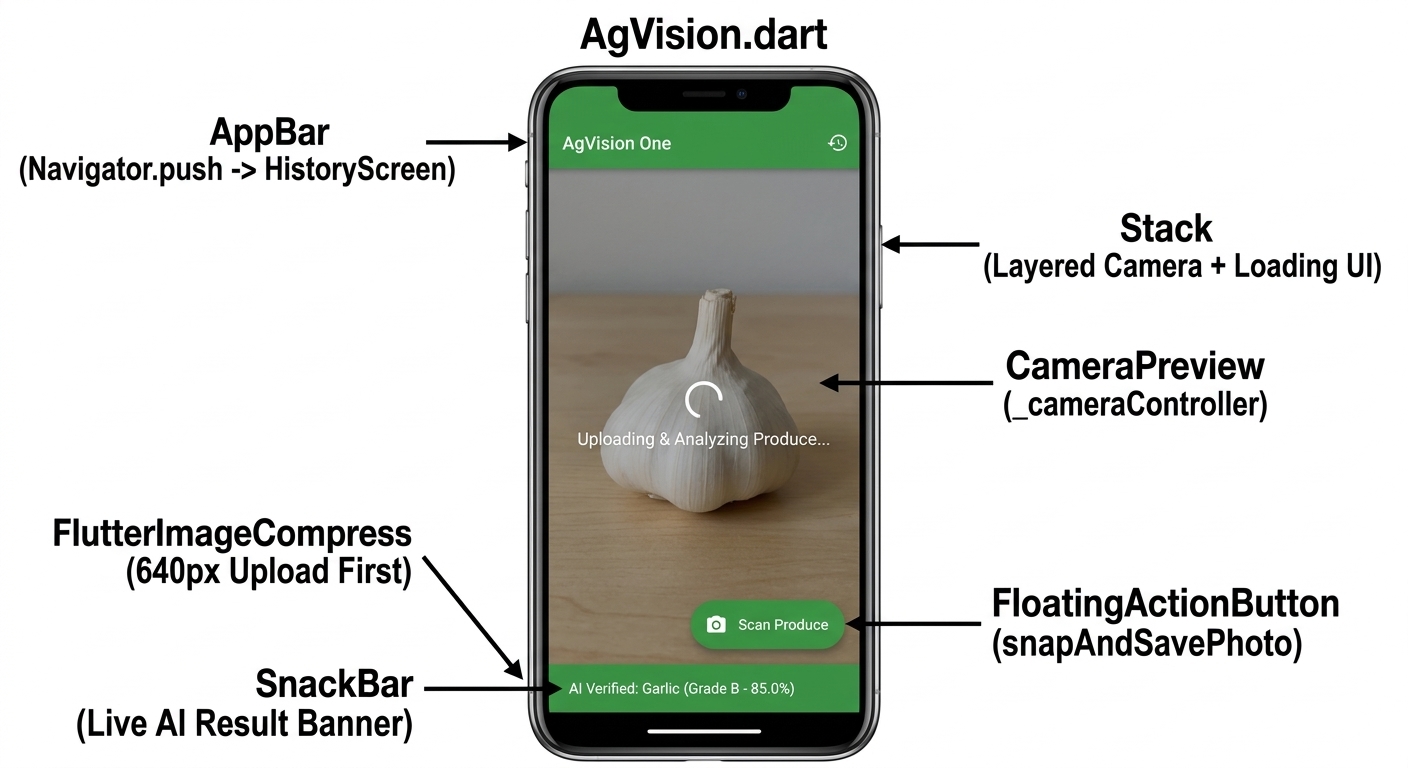 AgVision.dart
AppBar
(Navigator.push -> HistoryScreen)
AgVision One
Stack
(Layered Camera + Loading UI)
CameraPreview
(_cameraController)
Uploading & Analyzing Produce...
FlutterImageCompress
(640px Upload First)
FloatingActionButton
(snapAndSavePhoto)
Scan Produce
SnackBar
(Live AI Result Banner)
AI Verified: Garlic (Grade B - 85.0%)